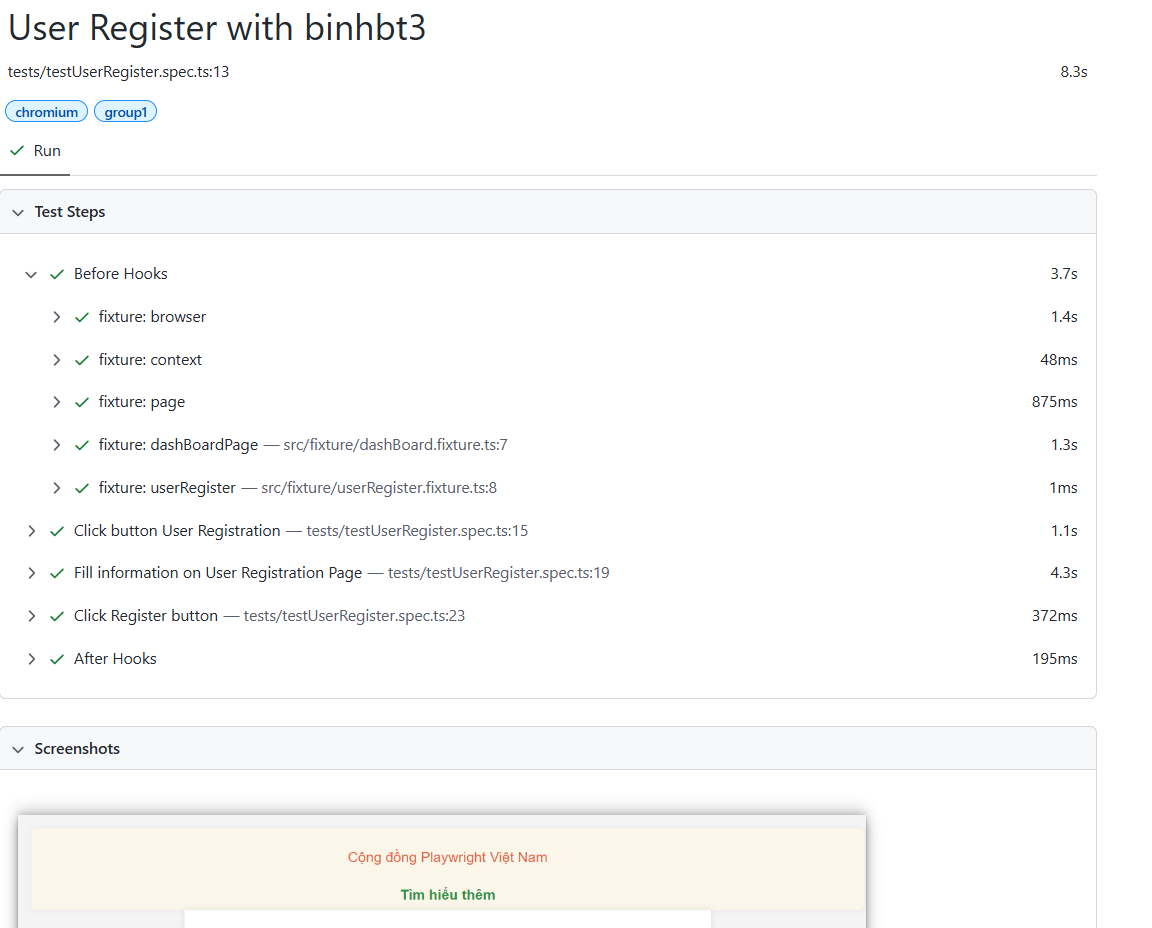 User Register with binhbt3
tests/testUserRegister.spec.ts:13 8.3s
chromium group1
Run
Test Steps
Before Hooks 3.7s
fixture: browser 1.4s
fixture: context 48ms
fixture: page 875ms
fixture: dashBoardPage — src/fixture/dashBoard.fixture.ts:7 1.3s
fixture: userRegister — src/fixture/userRegister.fixture.ts:8 1ms
Click button User Registration — tests/testUserRegister.spec.ts:15 1.1s
Fill information on User Registration Page — tests/testUserRegister.spec.ts:19 4.3s
Click Register button — tests/testUserRegister.spec.ts:23 372ms
After Hooks 195ms
Screenshots
Cộng đồng Playwright Việt Nam
Tìm hiểu thêm